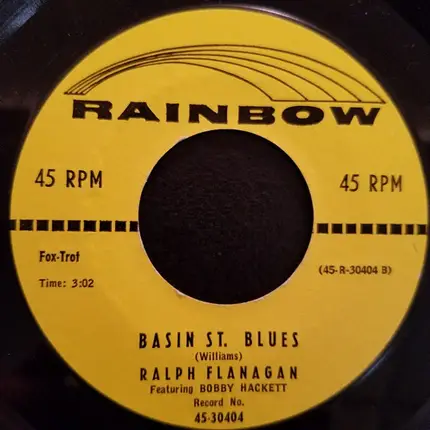 RAINBOW
45 RPM 45 RPM
Fox-Trot (45-R-30404 B)
Time: 3:02
BASIN ST. BLUES
(Williams)
RALPH FLANAGAN
Featuring BOBBY HACKETT
Record No.
45-30404